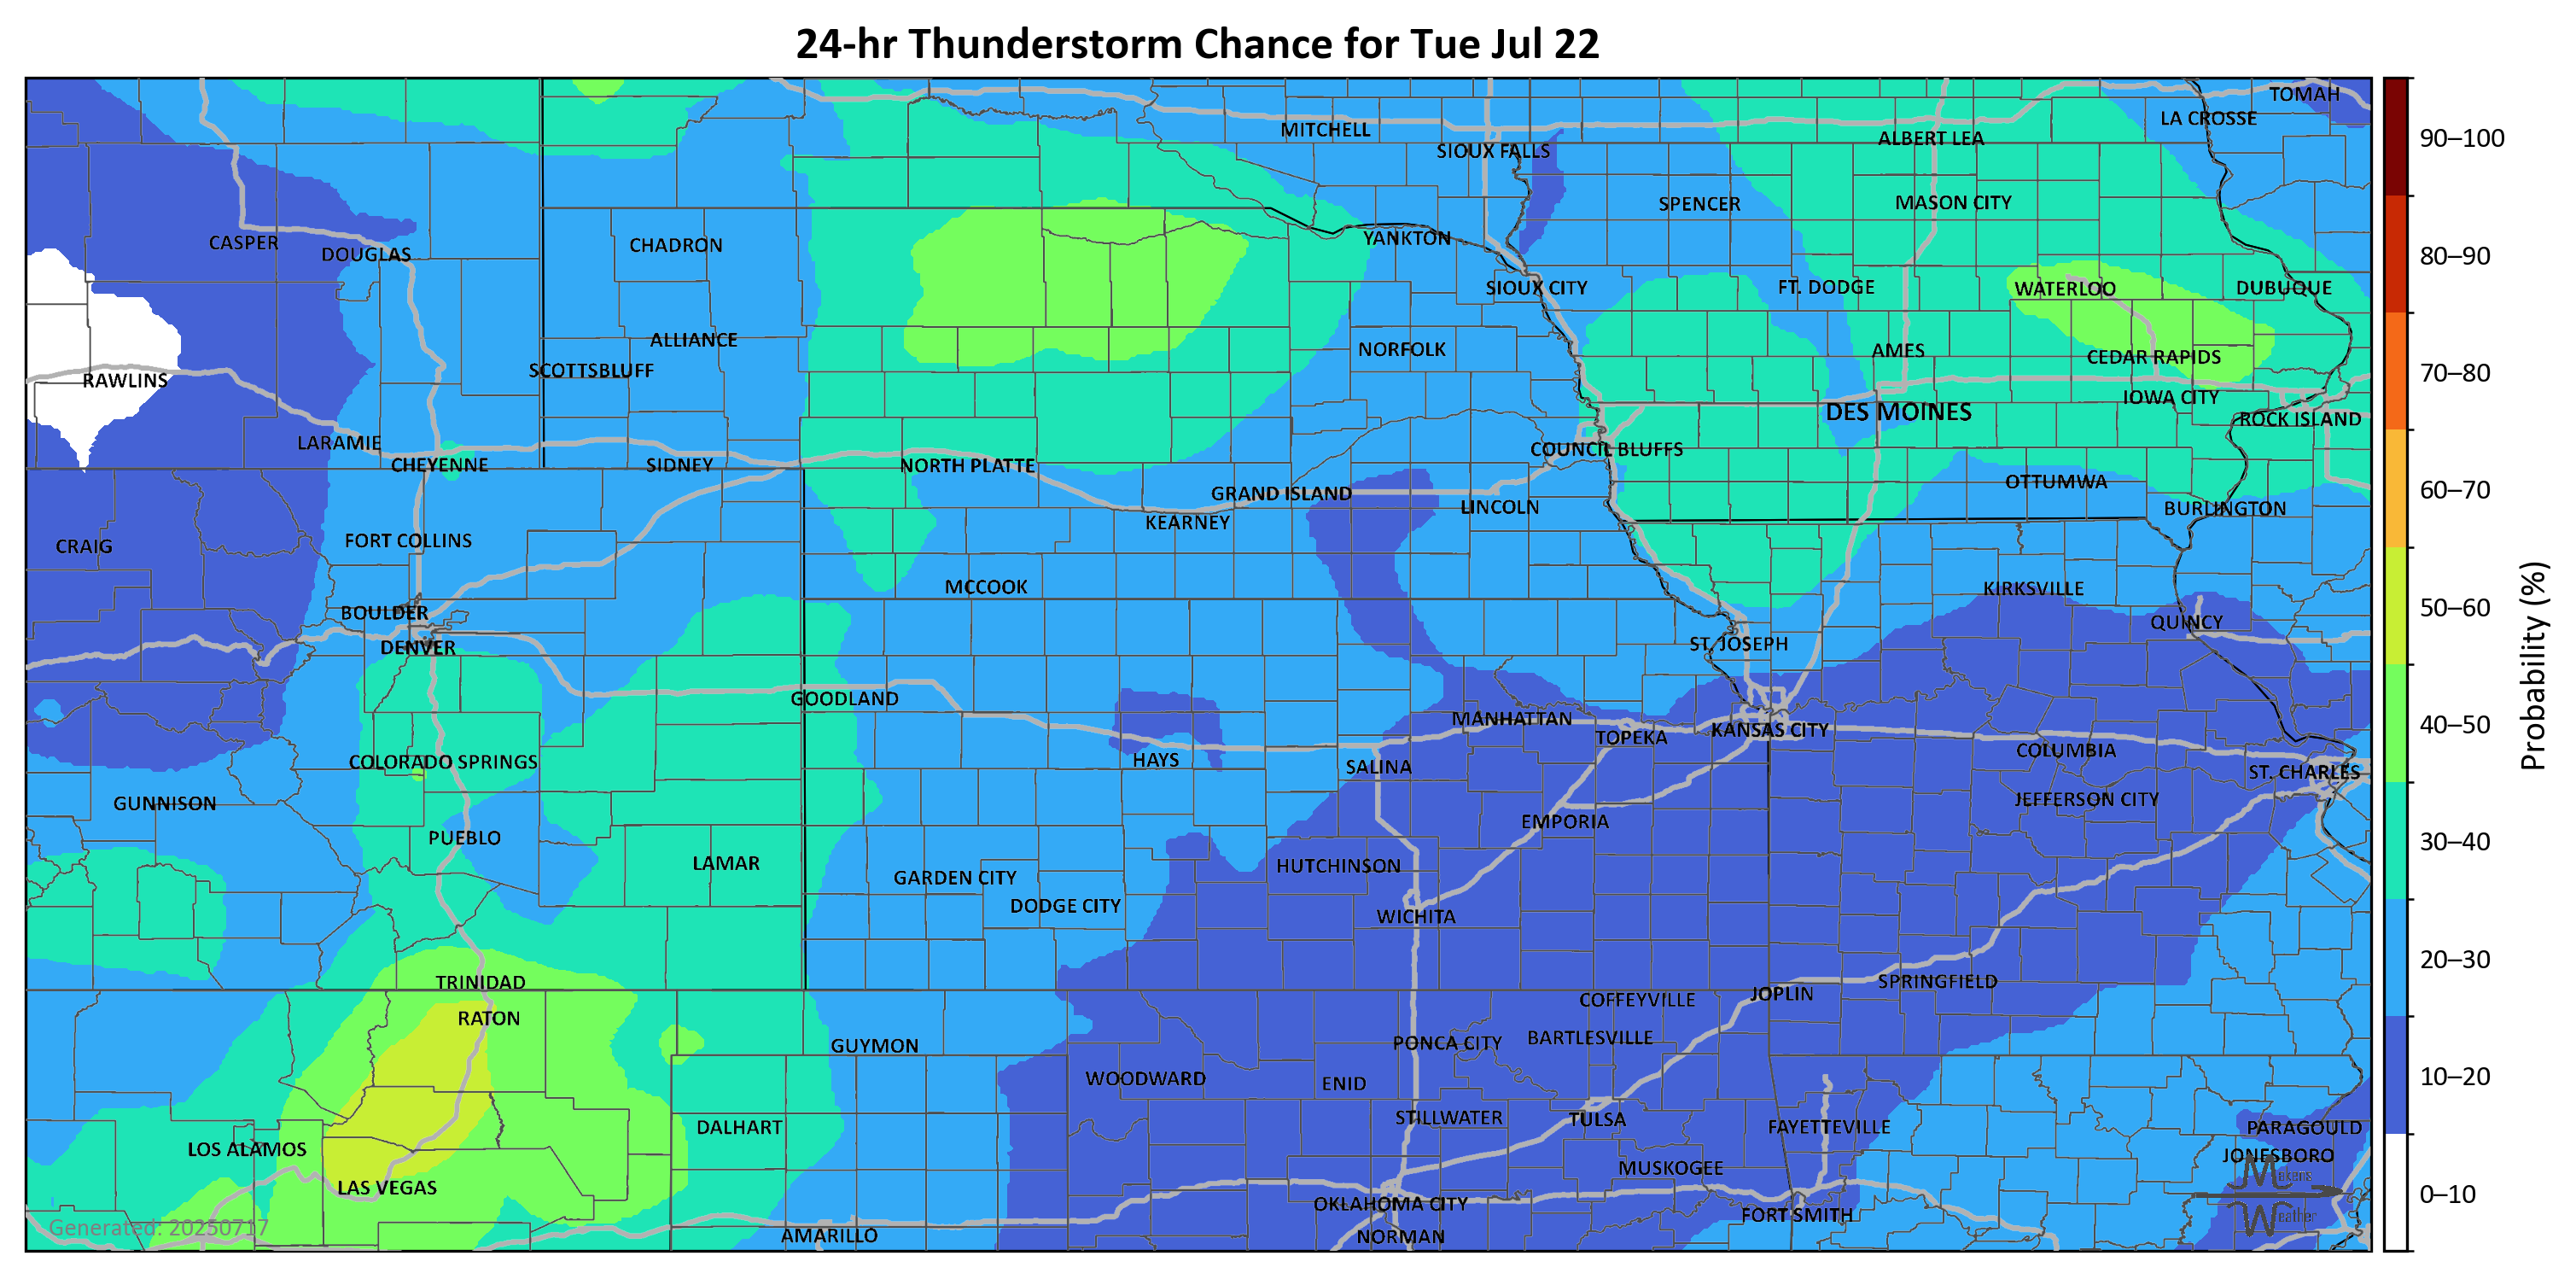 24-hr Thunderstorm Chance for Tue Jul 22
TOMAH
LA CROSSE
MITCHELL
ALBERT LEA
SIOUX FALLS
SPENCER
MASON CITY
CASPER
DOUGLAS
CHADRON
YANKTON
SIOUX CITY
FT. DODGE
WATERLOO
DUBUQUE
ALLIANCE
NORFOLK
AMES
CEDAR RAPIDS
SCOTTSBLUFF
RAWLINS
IOWA CITY
DES MOINES
ROCK ISLAND
LARAMIE
COUNCIL BLUFFS
CHEYENNE
SIDNEY
NORTH PLATTE
OTTUMWA
GRAND ISLAND
LINCOLN
BURLINGTON
KEARNEY
CRAIG
FORT COLLINS
MCCOOK
KIRKSVILLE
BOULDER
QUINCY
DENVER
ST. JOSEPH
GOODLAND
MANHATTAN
TOPEKA
KANSAS CITY
COLUMBIA
COLORADO SPRINGS
HAYS
SALINA
ST. CHARLES
GUNNISON
JEFFERSON CITY
EMPORIA
PUEBLO
LAMAR
HUTCHINSON
GARDEN CITY
DODGE CITY
WICHITA
TRINIDAD
SPRINGFIELD
JOPLIN
COFFEYVILLE
RATON
BARTLESVILLE
PONCA CITY
GUYMON
WOODWARD
ENID
STILLWATER
TULSA
DALHART
FAYETTEVILLE
PARAGOULD
LOS ALAMOS
JONESBORO
MUSKOGEE
LAS VEGAS
OKLAHOMA CITY
FORT SMITH
AMARILLO
NORMAN
Generated: 20250717
Mekers
Weather
90–100
80–90
70–80
60–70
50–60
40–50
30–40
20–30
10–20
0–10
Probability (%)